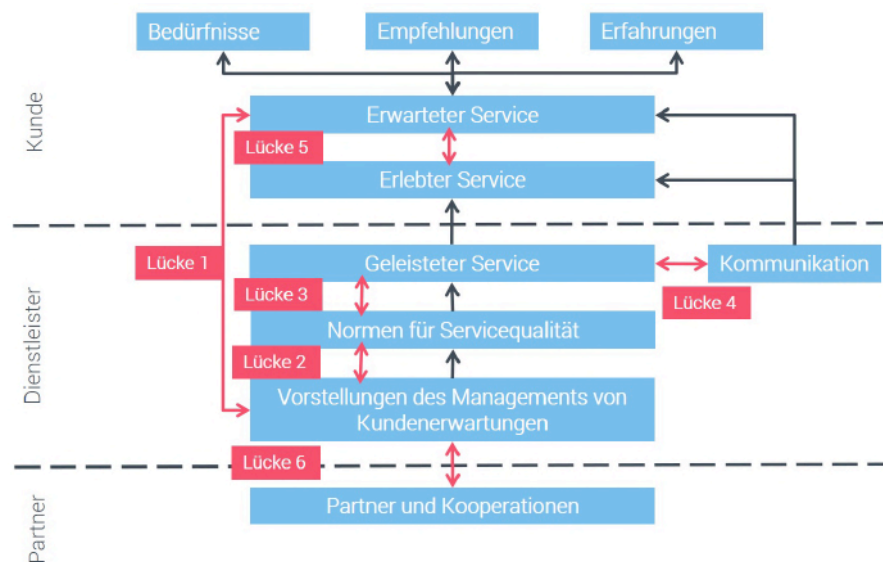 Bedürfnisse
Empfehlungen
Erfahrungen
Kunde
Erwarteter Service
Lücke 5
Erlebter Service
Lücke 1
Geleisteter Service
Kommunikation
Lücke 3
Lücke 4
Dienstleister
Normen für Servicequalität
Lücke 2
Vorstellungen des Managements von
Kundenerwartungen
Lücke 6
Partner und Kooperationen
Partner